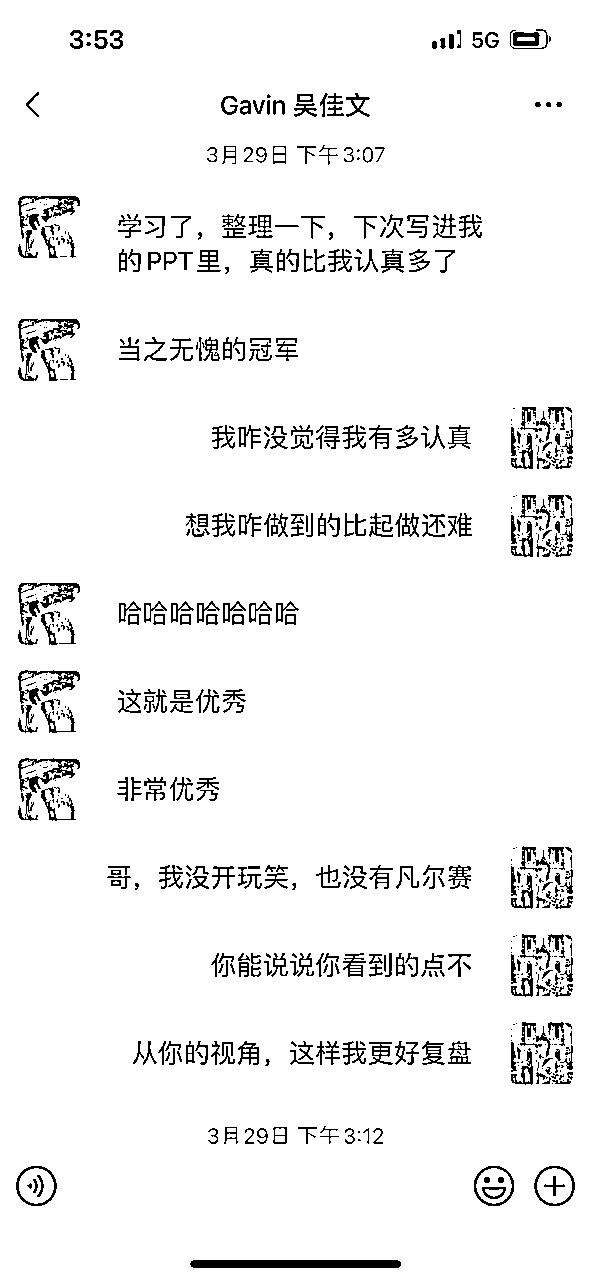 3:53
5G
Gavin 吴佳文
3月29日 下午3:07
学习了，整理一下，下次写进我
的PPT里，真的比我认真多了
当之无愧的冠军
我咋没觉得我有多认真
想我咋做到的比起做还难
哈哈哈哈哈哈哈
这就是优秀
非常优秀
哥，我没开玩笑，也没有凡尔赛
你能说说你看到的点不
从你的视角，这样我更好复盘
3月29日 下午3:12